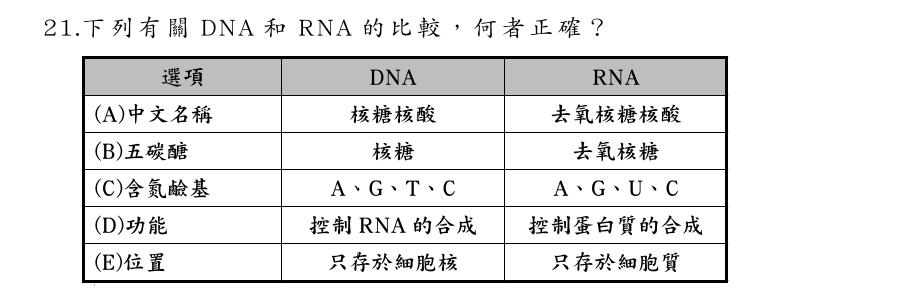 21.下列有關 DNA 和 RNA 的比較，何者正確？
選項 DNA RNA
(A)中文名稱 核糖核酸 去氧核糖核酸
(B)五碳醣 核糖 去氧核糖
(C)含氮鹼基 A、G、T、C A、G、U、C
(D)功能 控制 RNA 的合成 控制蛋白質的合成
(E)位置 只存於細胞核 只存於細胞質